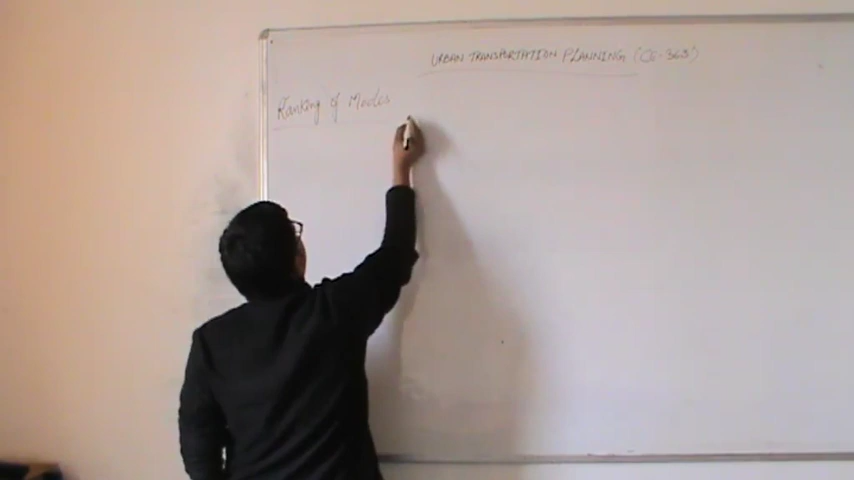 URBAN TRANSPORTATION PLANNING (CE-363)
Ranking of Modes